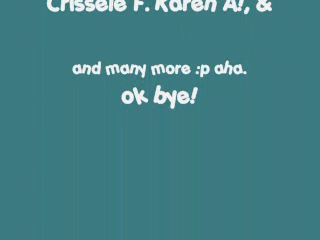 Crissele F. Karen A!, &
and many more :p aha.
ok bye!